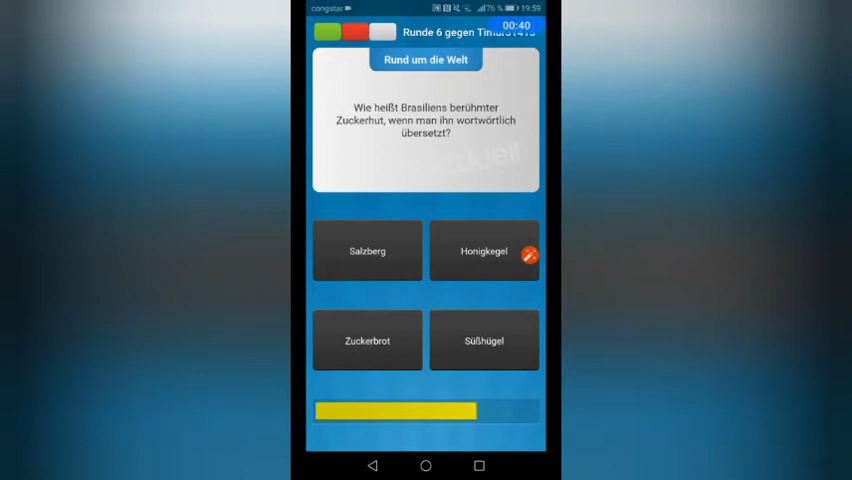 congstar 76 % 19:59
Runde 6 gegen
00:40
Rund um die Welt
Wie heißt Brasiliens berühmter
Zuckerhut, wenn man ihn wortwörtlich
übersetzt?
Salzberg
Honigkegel
Zuckerbrot
Süßhügel